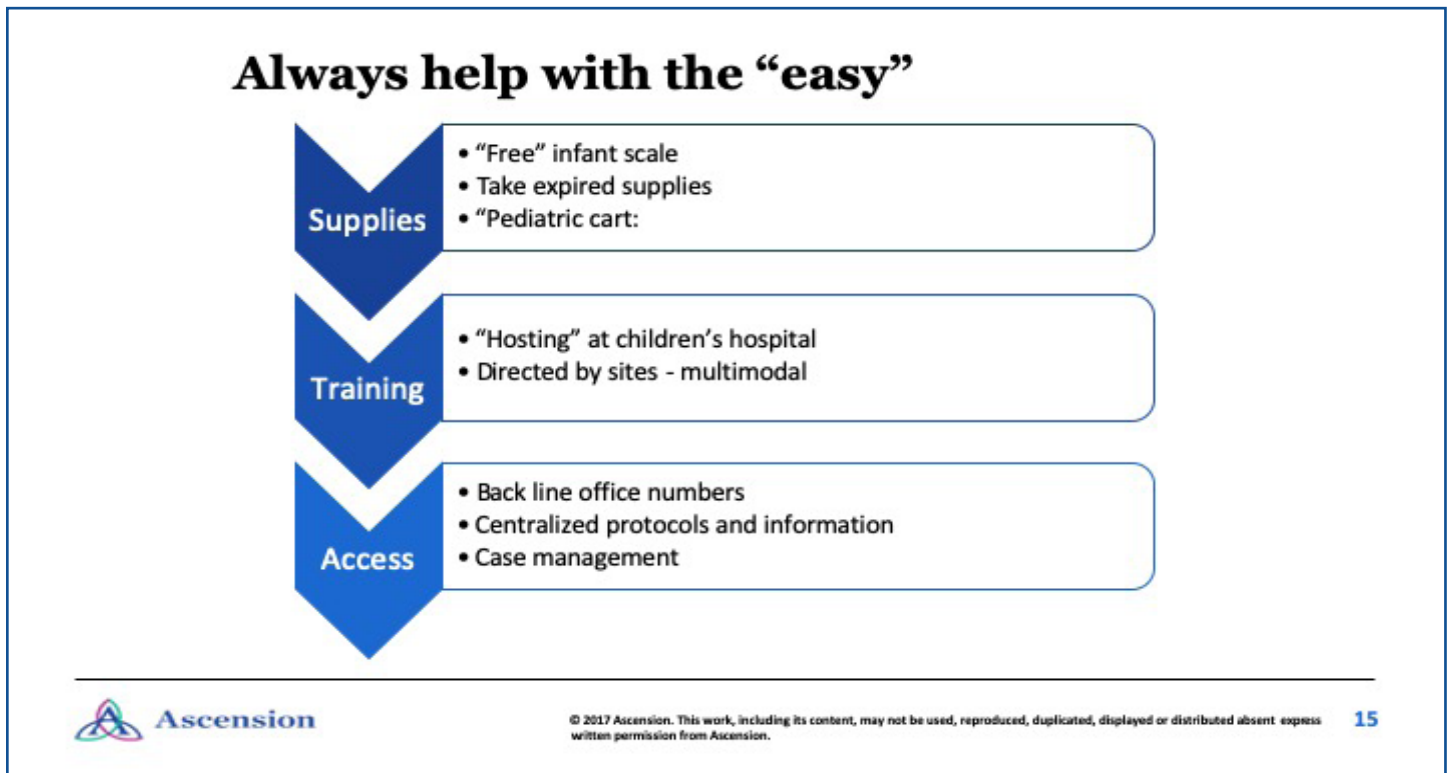 Always help with the “easy”
Supplies
• “Free” infant scale
• Take expired supplies
• “Pediatric cart:
Training
• “Hosting” at children’s hospital
• Directed by sites - multimodal
Access
• Back line office numbers
• Centralized protocols and information
• Case management
Ascension
© 2017 Ascension. This work, including its content, may not be used, reproduced, duplicated, displayed or distributed absent express
written permission from Ascension.
15